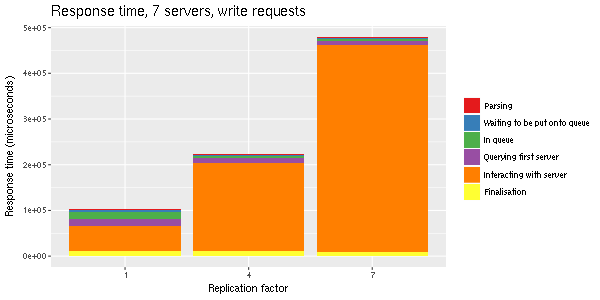 Response time, 7 servers, write requests
Response time (microseconds)
5e+05
4e+05
3e+05
2e+05
1e+05
0e+00
1
4
7
Replication factor
Parsing
Waiting to be put onto queue
In queue
Querying first server
Interacting with server
Finalisation